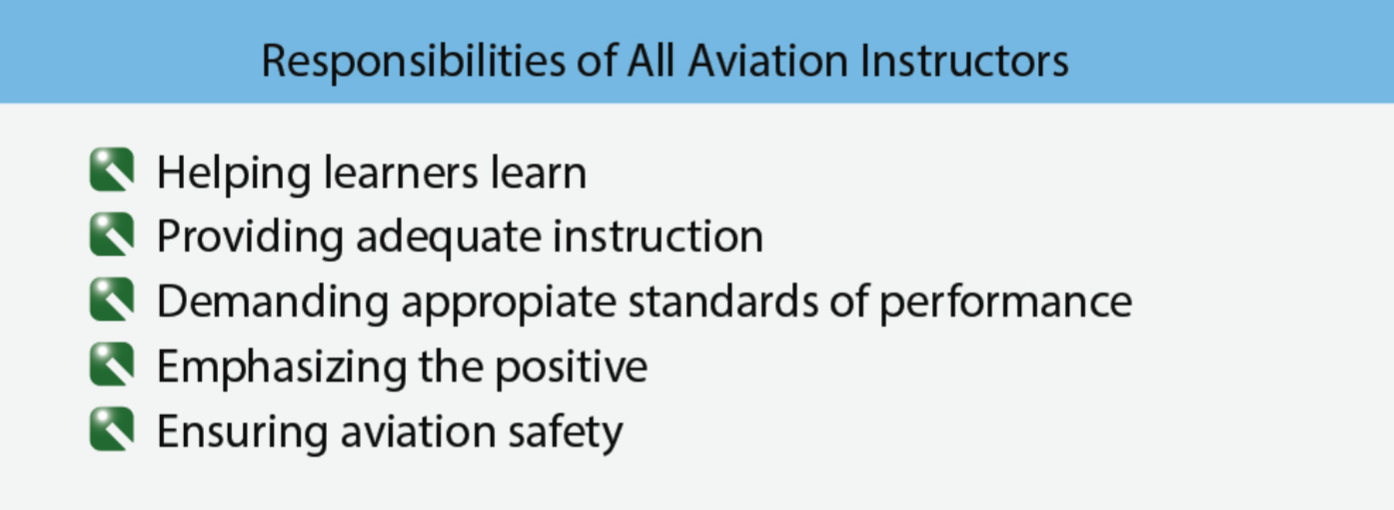 Responsibilities of All Aviation Instructors
Helping learners learn
Providing adequate instruction
Demanding appropiate standards of performance
Emphasizing the positive
Ensuring aviation safety